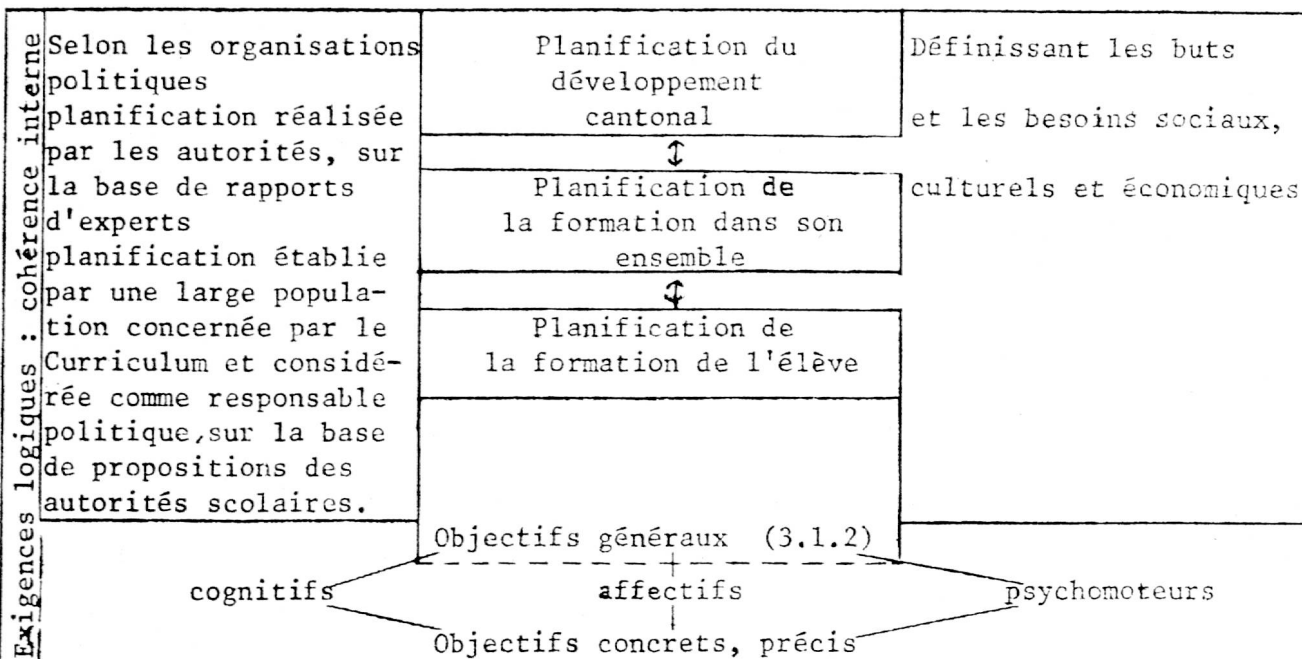 Exigences logiques : cohérence interne
Selon les organisations
politiques
planification réalisée
par les autorités, sur
la base de rapports
d'experts
planification établie
par une large popula-
tion concernée par le
Curriculum et considé-
rée comme responsable
politique,sur la base
de propositions des
autorités scolaires.
Planification du
développement
cantonal
↕
Planification de
la formation dans son
ensemble
↕
Planification de
la formation de l'élève
Définissant les buts
et les besoins sociaux,
culturels et économiques
Objectifs généraux (3.1.2)
cognitifs affectifs psychomoteurs
Objectifs concrets, précis